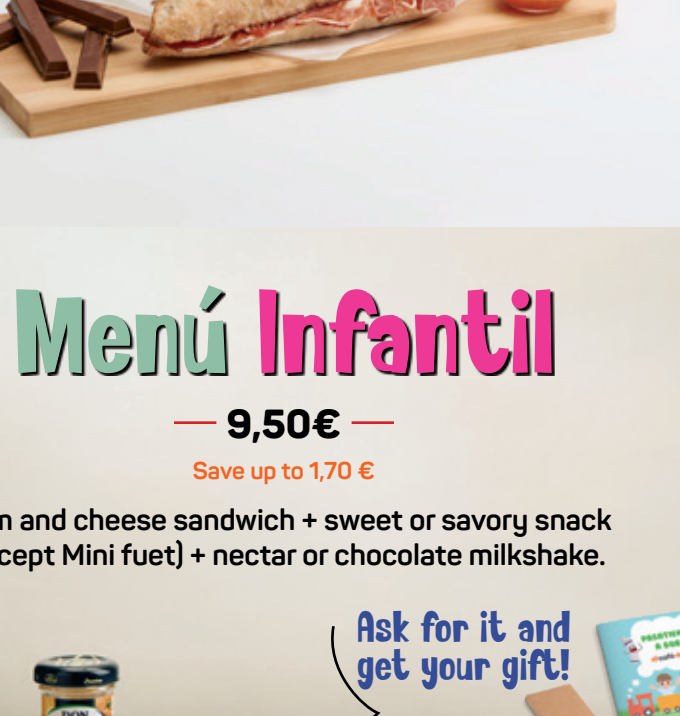 Menú Infantil
9,50€
Save up to 1,70 €
and cheese sandwich + sweet or savory snack
Mini fuet) + nectar or chocolate milkshake.
Ask for it and
get your gift!
DON